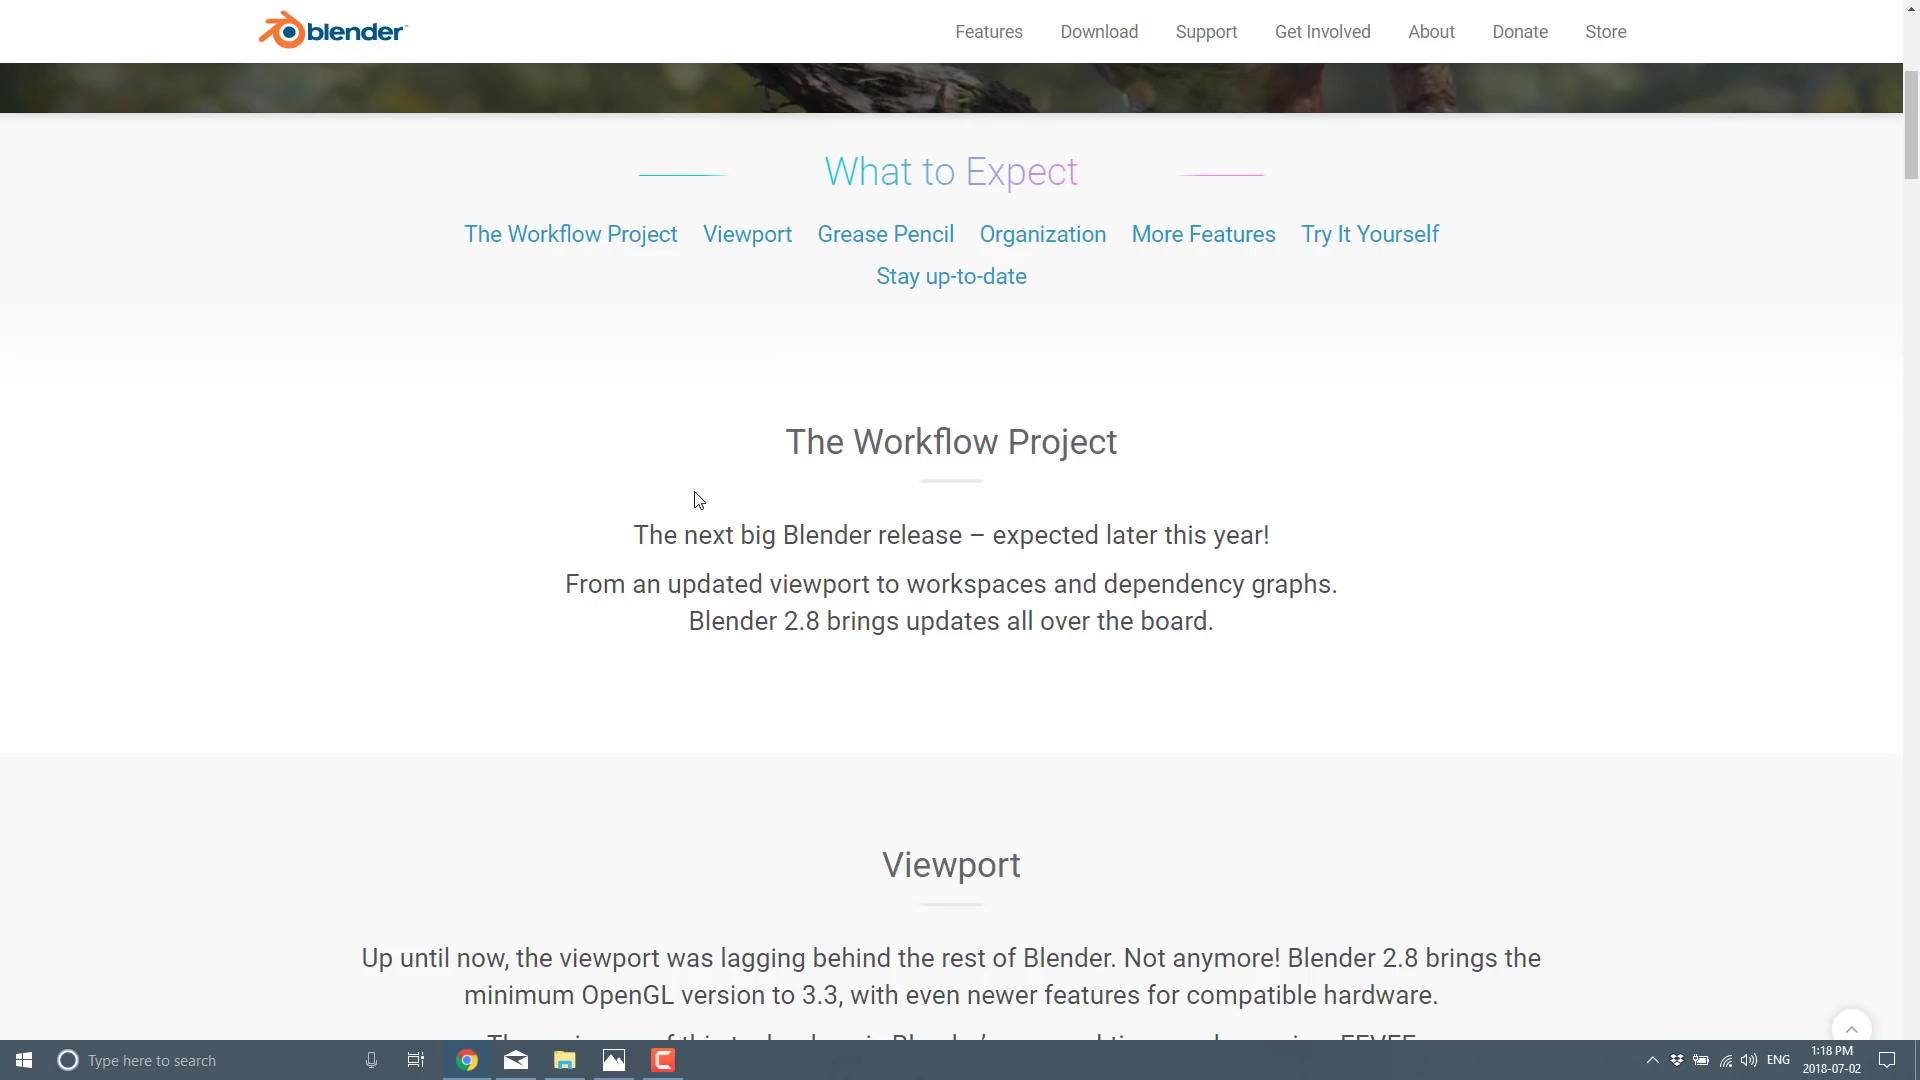 blender
Features Download Support Get Involved About Donate Store
What to Expect
The Workflow Project Viewport Grease Pencil Organization More Features Try It Yourself
Stay up-to-date
The Workflow Project
The next big Blender release – expected later this year!
From an updated viewport to workspaces and dependency graphs.
Blender 2.8 brings updates all over the board.
Viewport
Up until now, the viewport was lagging behind the rest of Blender. Not anymore! Blender 2.8 brings the
minimum OpenGL version to 3.3, with even newer features for compatible hardware.
Type here to search
ENG
1:18 PM
2018-07-02